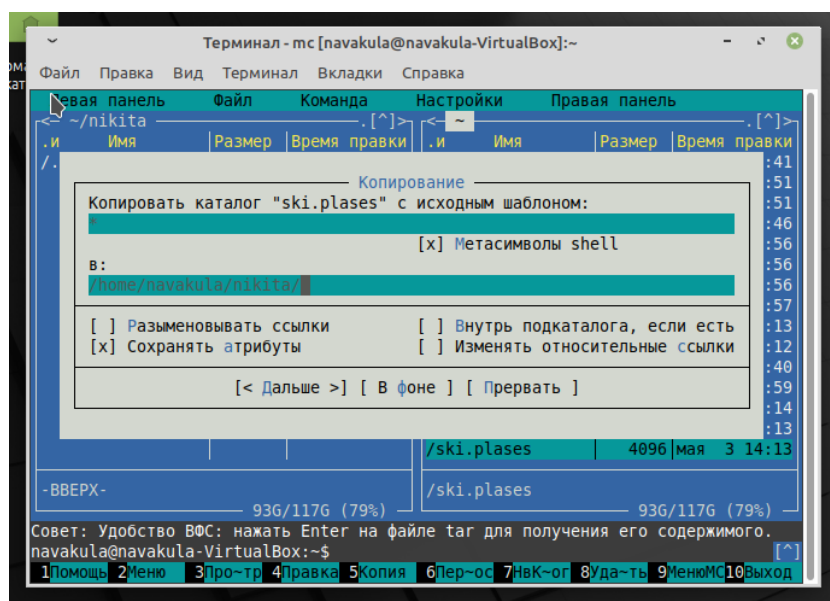 Терминал - mc [navakula@navakula-VirtualBox]:~
Файл Правка Вид Терминал Вкладки Справка
Левая панель Файл Команда Настройки Правая панель
<— ~/nikita .[^]> <— ~ .[^]>
.и Имя Размер Время правки .и Имя Размер Время правки
/. :41
Копирование :51
Копировать каталог "ski.plases" с исходным шаблоном: :51
* :46
[x] Метасимволы shell :56
в: :56
/home/navakula/nikita/ :56
:57
[ ] Разыменовывать ссылки [ ] Внутрь подкаталога, если есть :13
[x] Сохранять атрибуты [ ] Изменять относительные ссылки :12
:40
[< Дальше >] [ В фоне ] [ Прервать ] :59
:14
:13
/ski.plases 4096 мая 3 14:13
-ВВЕРХ- /ski.plases
93G/117G (79%) 93G/117G (79%)
Совет: Удобство ВФС: нажать Enter на файле tar для получения его содержимого.
navakula@navakula-VirtualBox:~$ [^]
1Помощь 2Меню 3Про~тр 4Правка 5Копия 6Пер~ос 7НвК~ог 8Уда~ть 9МенюMC 10Выход